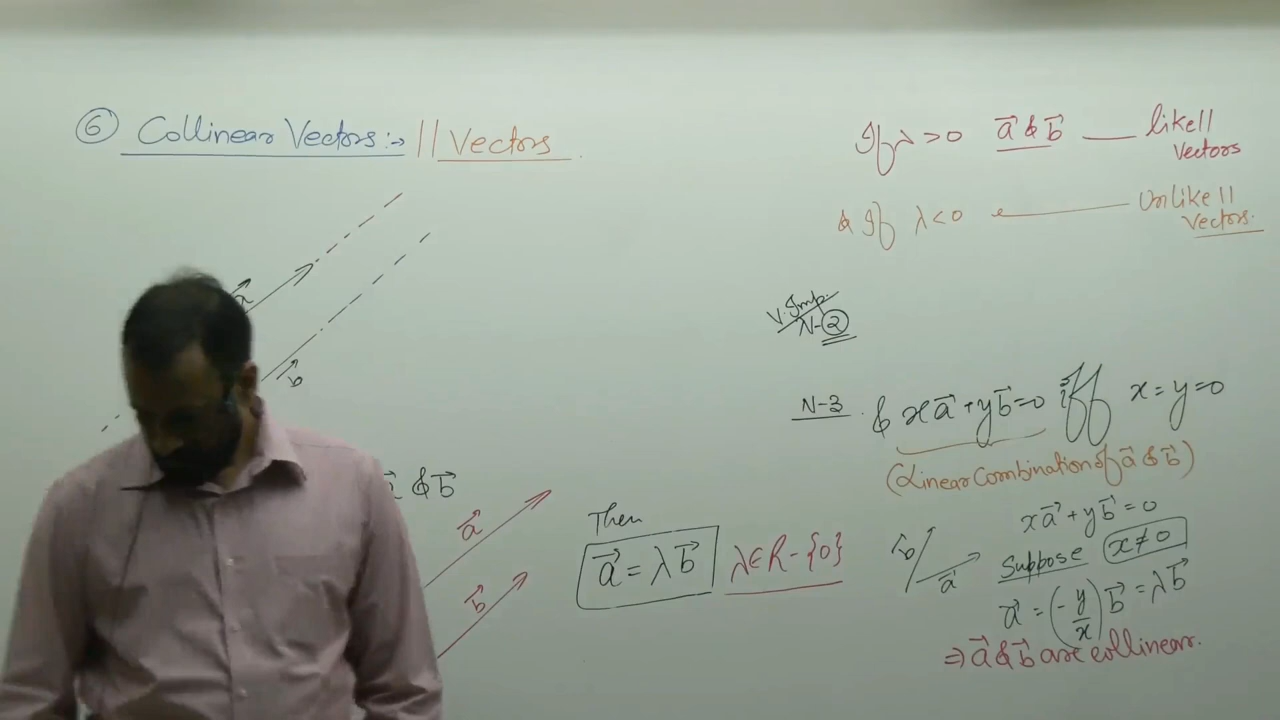 ⑥ Collinear Vectors:→ || Vectors
a⃗
b⃗
a⃗ & b⃗
a⃗
b⃗
Then
a⃗ = λb⃗ λ∈R-{0}
If λ>0 a⃗ & b⃗ — like || Vectors
& If λ<0 — Unlike || Vectors.
V. Imp.
N-②
N-3 & xa⃗ + yb⃗ = 0 iff x = y = 0
(Linear Combination of a⃗ & b⃗)
b⃗
a⃗
xa⃗ + yb⃗ = 0
Suppose x ≠ 0
a⃗ = (-y/x) b⃗ = λb⃗
⇒ a⃗ & b⃗ are collinear.